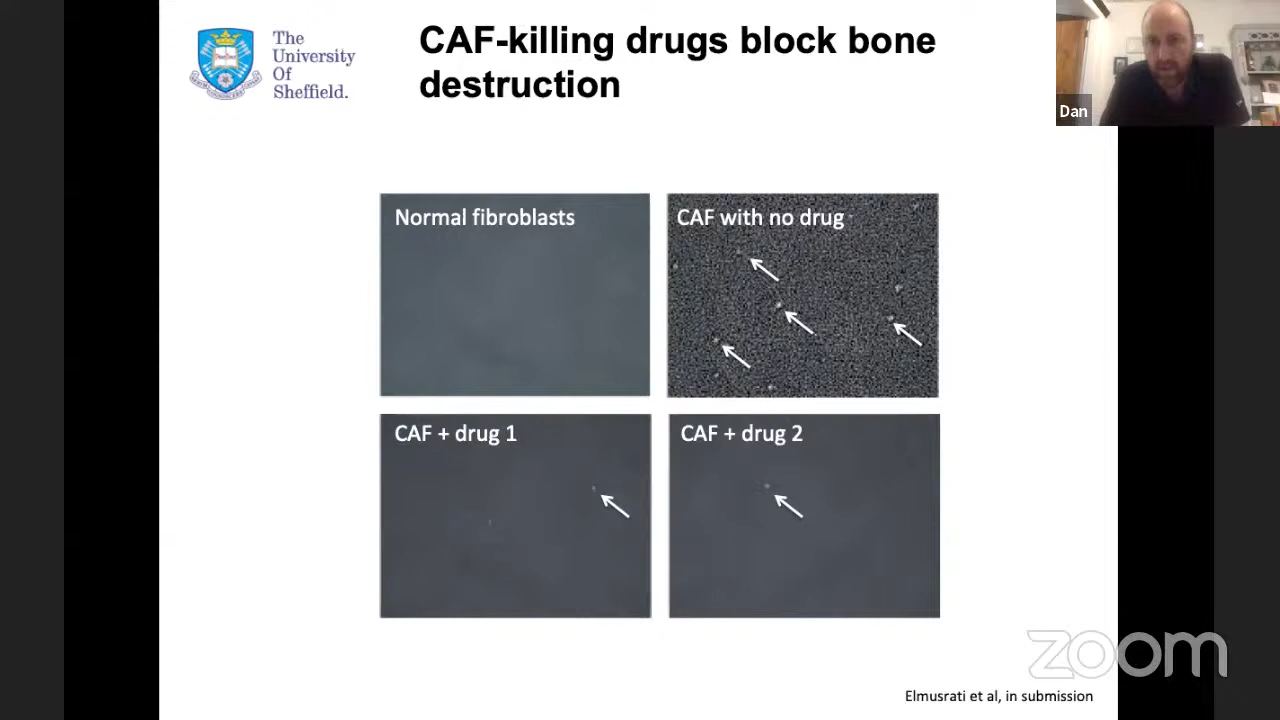 The
University
Of
Sheffield.
CAF-killing drugs block bone
destruction
Dan
Normal fibroblasts
CAF with no drug
CAF + drug 1
CAF + drug 2
zoom
Elmusrati et al, in submission